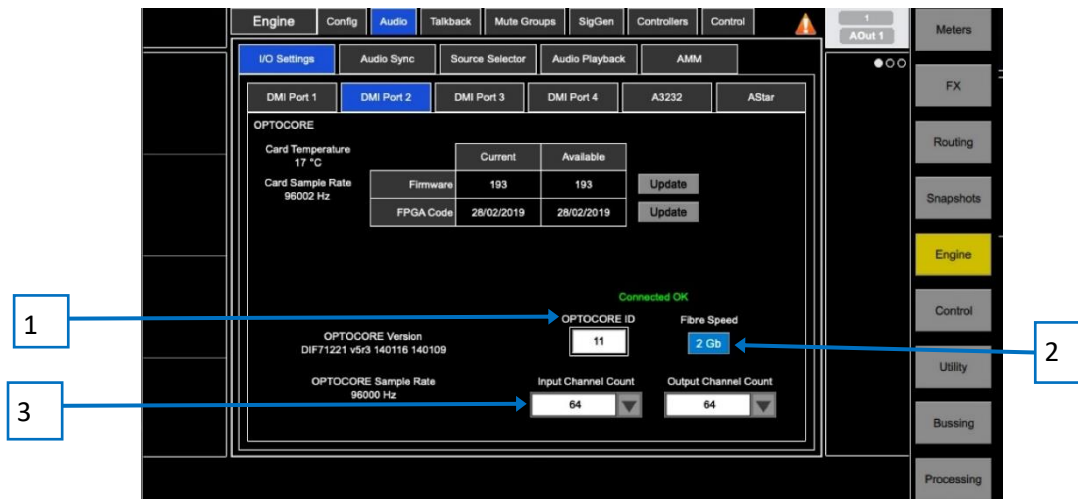 Engine Config Audio Talkback Mute Groups SigGen Controllers Control
1
AOut 1
Meters
I/O Settings Audio Sync Source Selector Audio Playback AMM
DMI Port 1 DMI Port 2 DMI Port 3 DMI Port 4 A3232 AStar
FX
OPTOCORE
Card Temperature
17 °C
Current Available
Routing
Card Sample Rate
96002 Hz
Firmware 193 193 Update
FPGA Code 28/02/2019 28/02/2019 Update
Snapshots
Engine
Connected OK
Control
1
OPTOCORE ID Fibre Speed
11 2 Gb
2
OPTOCORE Version
DIF71221 v5r3 140116 140109
Utility
OPTOCORE Sample Rate
96000 Hz
Input Channel Count Output Channel Count
64 64
3
Bussing
Processing